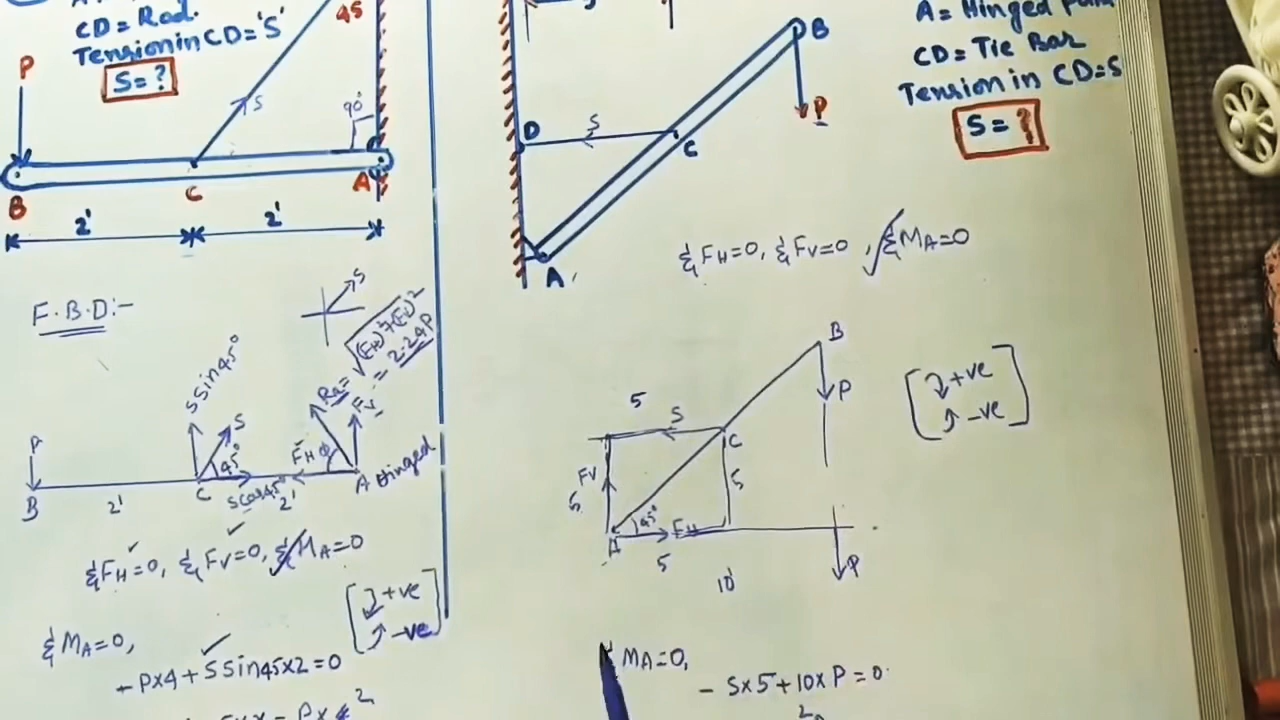 CD = Rod.
Tension in CD = 'S'
S = ?
P
45
S
90°
B
C
A
2'
2'
F.B.D:-
S
S sin45°
√(FH)²+(FV)²
RA =
= 2.24P
FV
P
S
45°
FH
B
2'
C
S cos45°
2'
A Hinged
ΣFH=0, ΣFV=0, ΣMA=0
+ve
-ve
ΣMA=0,
- P×4 + S sin45×2 = 0
A = Hinged
CD = Tie Bar
Tension in CD = S
S = ?
B
P
D
S
C
A
ΣFH=0, ΣFV=0, ΣMA=0
B
P
5
S
C
FV
5
5
A
45°
FH
5
10'
P
+ve
-ve
MA=0,
- S×5 + 10×P = 0